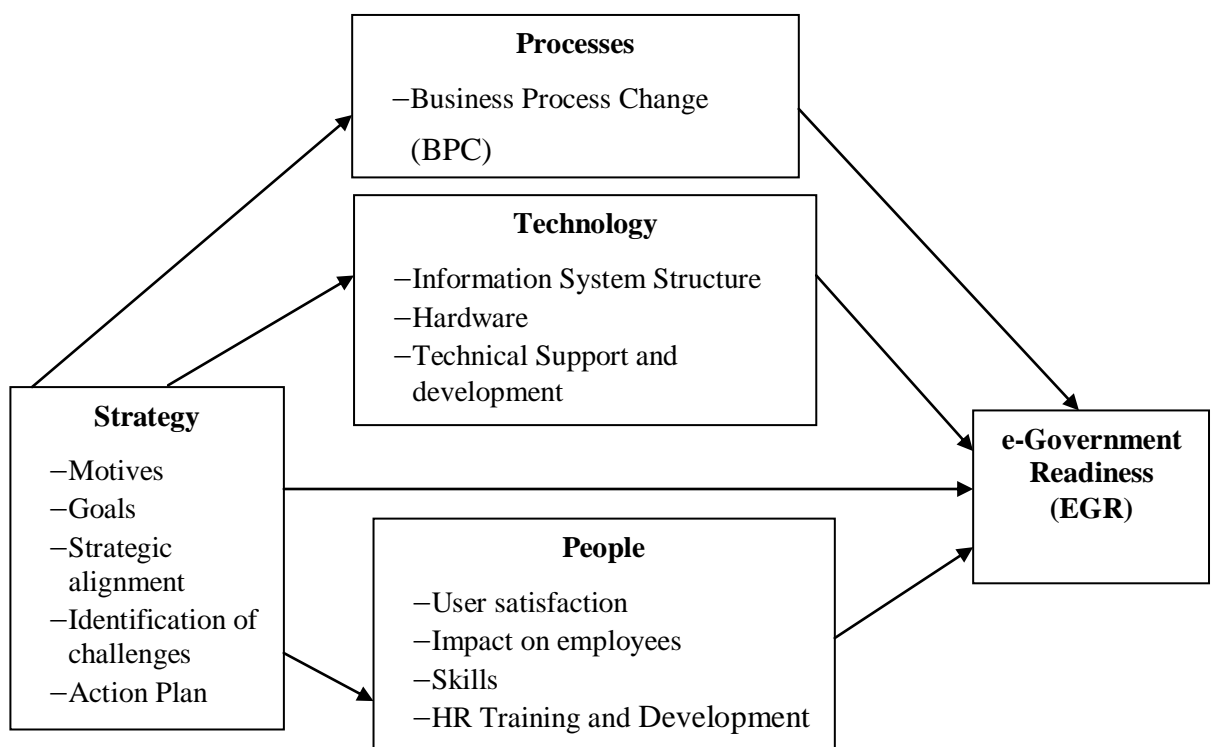 Processes
–Business Process Change
(BPC)
Technology
–Information System Structure
–Hardware
–Technical Support and
development
Strategy
–Motives
–Goals
–Strategic
alignment
–Identification of
challenges
–Action Plan
e-Government
Readiness
(EGR)
People
–User satisfaction
–Impact on employees
–Skills
–HR Training and Development